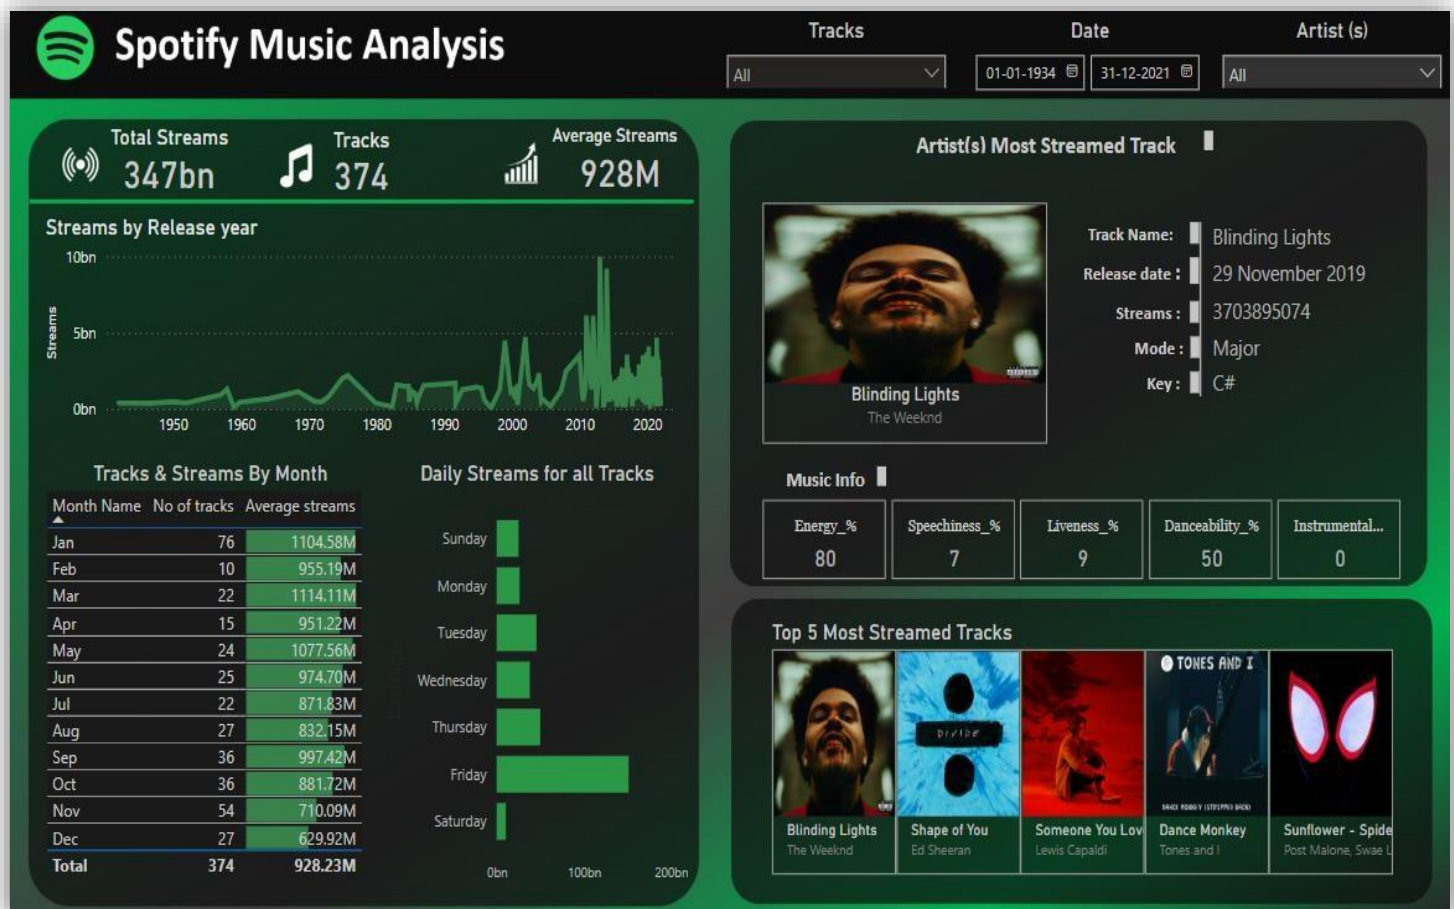 Spotify Music Analysis
Tracks
All
Date
01-01-1934
31-12-2021
Artist (s)
All
Total Streams
347bn
Tracks
374
Average Streams
928M
Streams by Release year
Streams
10bn
5bn
0bn
1950 1960 1970 1980 1990 2000 2010 2020
Tracks & Streams By Month
Month Name No of tracks Average streams
Jan 76 1104.58M
Feb 10 955.19M
Mar 22 1114.11M
Apr 15 951.22M
May 24 1077.56M
Jun 25 974.70M
Jul 22 871.83M
Aug 27 832.15M
Sep 36 997.42M
Oct 36 881.72M
Nov 54 710.09M
Dec 27 629.92M
Total 374 928.23M
Daily Streams for all Tracks
Sunday
Monday
Tuesday
Wednesday
Thursday
Friday
Saturday
0bn 100bn 200bn
Artist(s) Most Streamed Track
Blinding Lights
The Weeknd
Track Name: Blinding Lights
Release date : 29 November 2019
Streams : 3703895074
Mode : Major
Key : C#
Music Info
Energy_% Speechiness_% Liveness_% Danceability_% Instrumental...
80 7 9 50 0
Top 5 Most Streamed Tracks
DIVIDE
TONES AND I
DANCE MONKEY (STRIPPED BACK)
Blinding Lights
The Weeknd
Shape of You
Ed Sheeran
Someone You Lov
Lewis Capaldi
Dance Monkey
Tones and I
Sunflower - Spide
Post Malone, Swae L